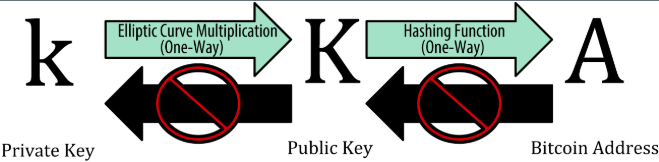 k
Elliptic Curve Multiplication
(One-Way)
K
Hashing Function
(One-Way)
A
Private Key
Public Key
Bitcoin Address